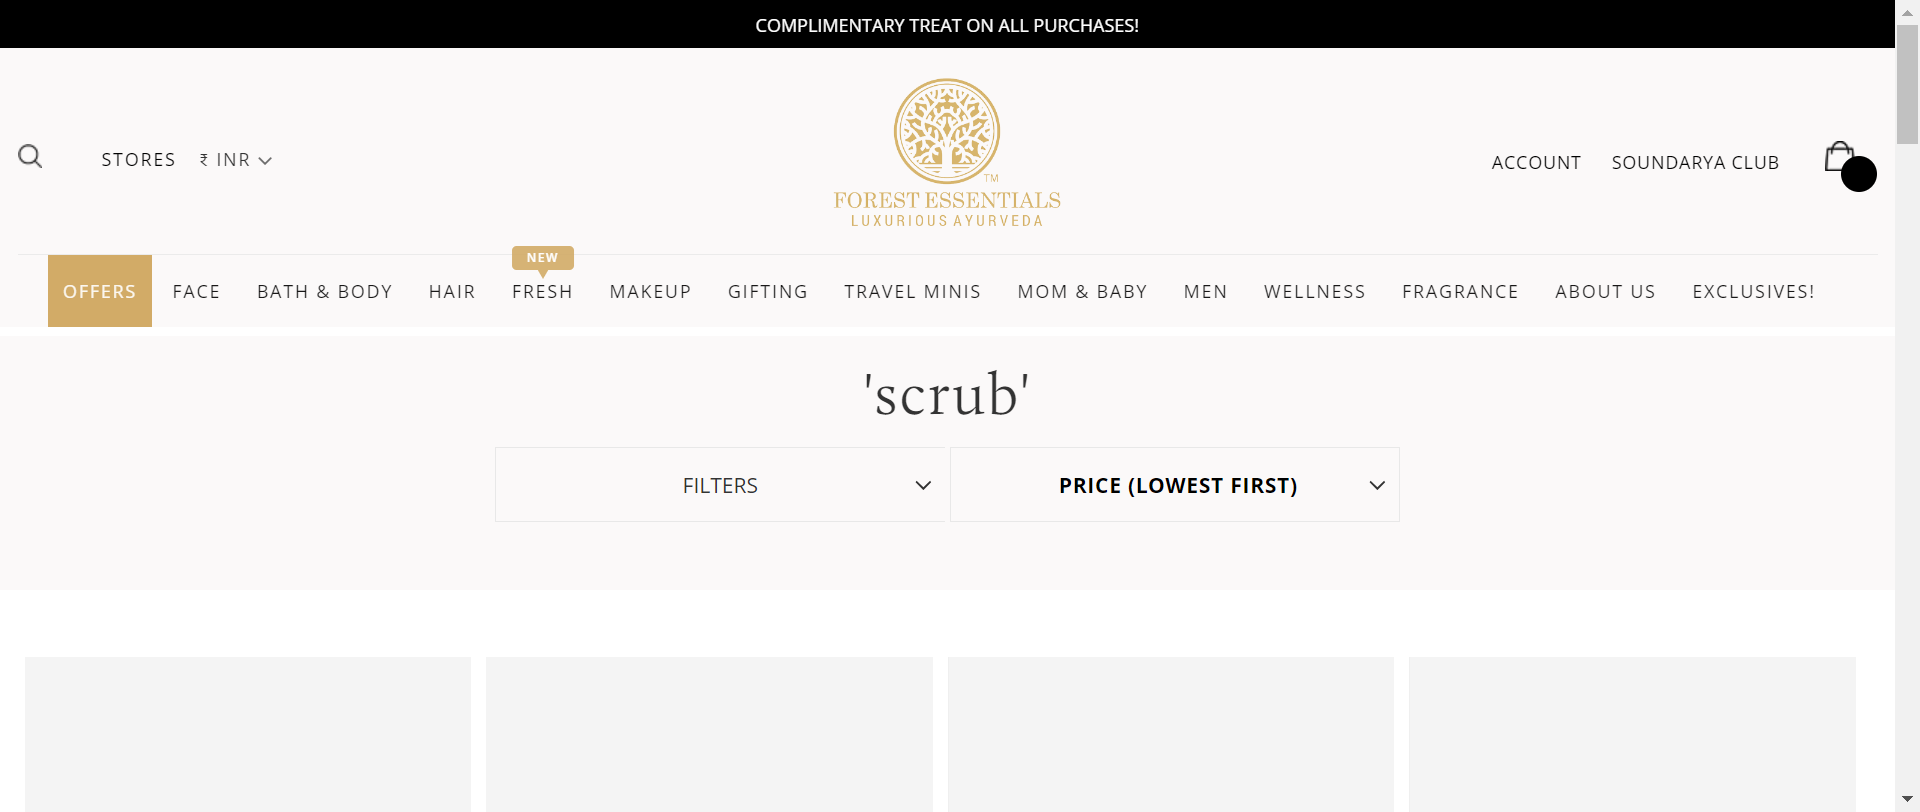 COMPLIMENTARY TREAT ON ALL PURCHASES!
STORES ₹ INR
TM
FOREST ESSENTIALS
LUXURIOUS AYURVEDA
ACCOUNT SOUNDARYA CLUB
NEW
OFFERS FACE BATH & BODY HAIR FRESH MAKEUP GIFTING TRAVEL MINIS MOM & BABY MEN WELLNESS FRAGRANCE ABOUT US EXCLUSIVES!
'scrub'
FILTERS PRICE (LOWEST FIRST)